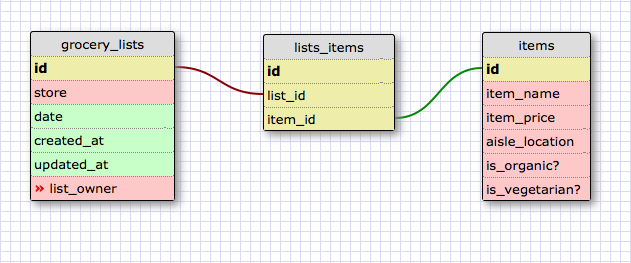 grocery_lists
id
store
date
created_at
updated_at
» list_owner
lists_items
id
list_id
item_id
items
id
item_name
item_price
aisle_location
is_organic?
is_vegetarian?